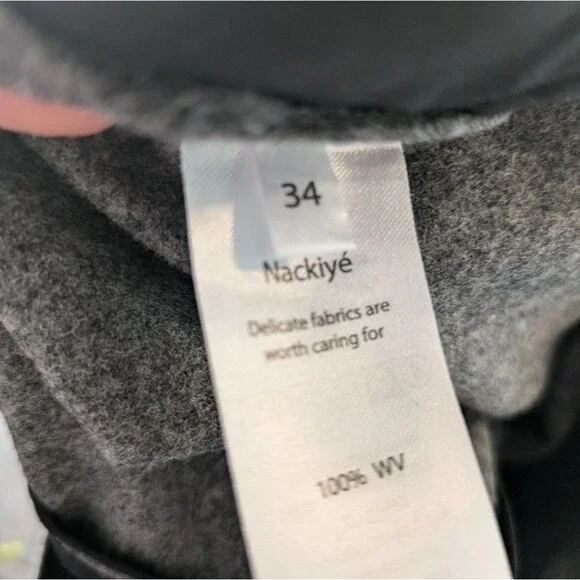 34
Nackiyé
Delicate fabrics are
worth caring for
100% WV